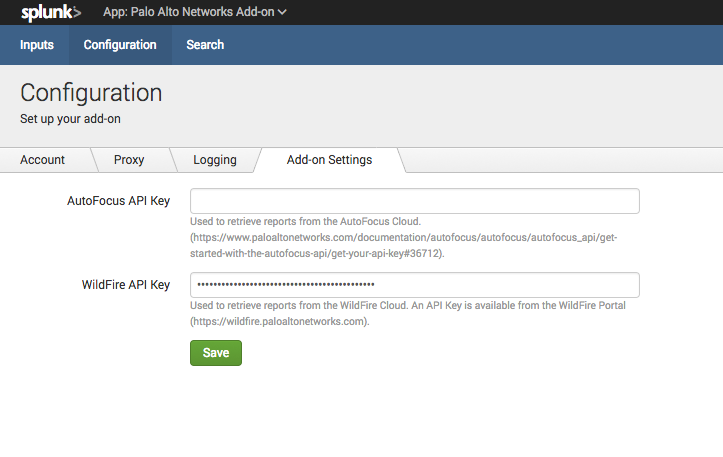 splunk> App: Palo Alto Networks Add-on
Inputs Configuration Search
Configuration
Set up your add-on
Account Proxy Logging Add-on Settings
AutoFocus API Key
Used to retrieve reports from the AutoFocus Cloud.
(https://www.paloaltonetworks.com/documentation/autofocus/autofocus/autofocus_api/get-
started-with-the-autofocus-api/get-your-api-key#36712).
WildFire API Key ••••••••••••••••••••••••••••••••••••••••••••
Used to retrieve reports from the WildFire Cloud. An API Key is available from the WildFire Portal
(https://wildfire.paloaltonetworks.com).
Save